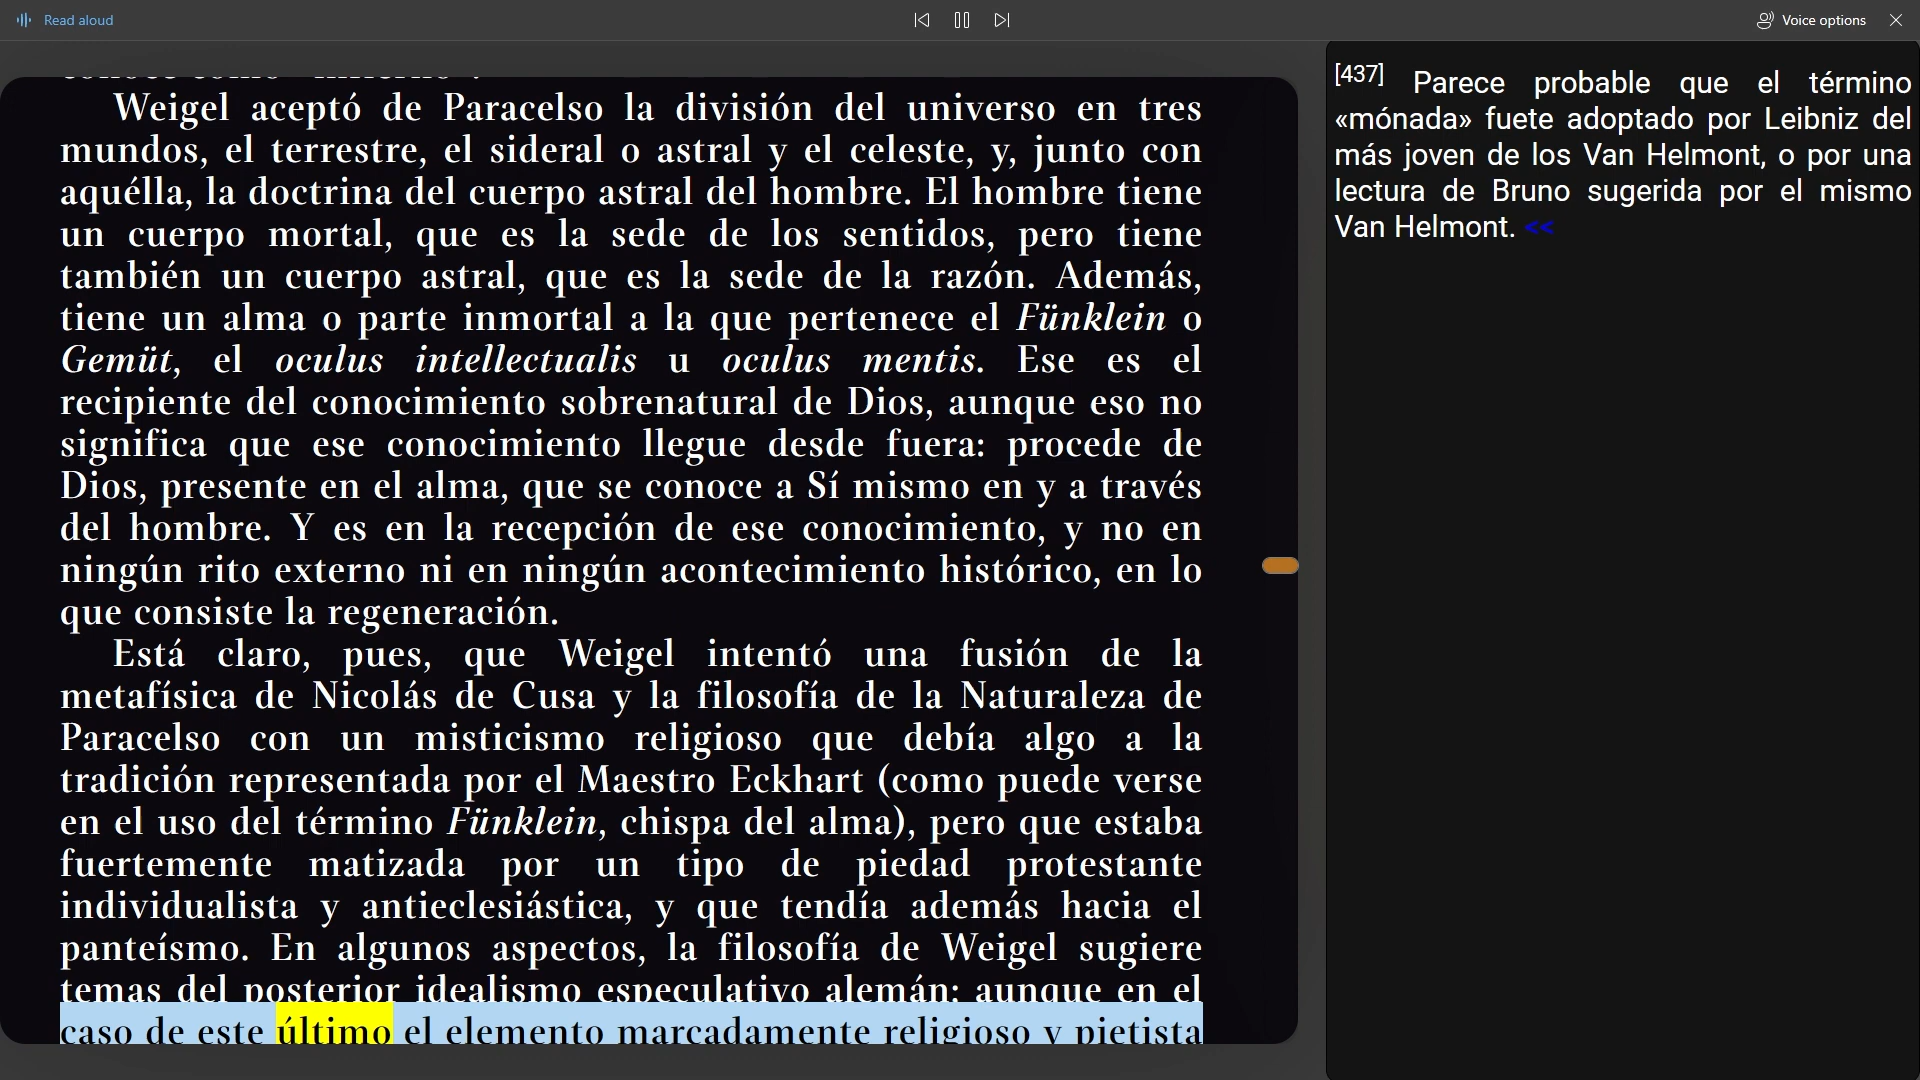 Read aloud
Voice options
Weigel aceptó de Paracelso la división del universo en tres
mundos, el terrestre, el sideral o astral y el celeste, y, junto con
aquélla, la doctrina del cuerpo astral del hombre. El hombre tiene
un cuerpo mortal, que es la sede de los sentidos, pero tiene
también un cuerpo astral, que es la sede de la razón. Además,
tiene un alma o parte inmortal a la que pertenece el Fünklein o
Gemüt, el oculus intellectualis u oculus mentis. Ese es el
recipiente del conocimiento sobrenatural de Dios, aunque eso no
significa que ese conocimiento llegue desde fuera: procede de
Dios, presente en el alma, que se conoce a Sí mismo en y a través
del hombre. Y es en la recepción de ese conocimiento, y no en
ningún rito externo ni en ningún acontecimiento histórico, en lo
que consiste la regeneración.
Está claro, pues, que Weigel intentó una fusión de la
metafísica de Nicolás de Cusa y la filosofía de la Naturaleza de
Paracelso con un misticismo religioso que debía algo a la
tradición representada por el Maestro Eckhart (como puede verse
en el uso del término Fünklein, chispa del alma), pero que estaba
fuertemente matizada por un tipo de piedad protestante
individualista y antieclesiástica, y que tendía además hacia el
panteísmo. En algunos aspectos, la filosofía de Weigel sugiere
temas del posterior idealismo especulativo alemán; aunque en el
caso de este último el elemento marcadamente religioso y pietista
[437] Parece probable que el término
«mónada» fuete adoptado por Leibniz del
más joven de los Van Helmont, o por una
lectura de Bruno sugerida por el mismo
Van Helmont. <<